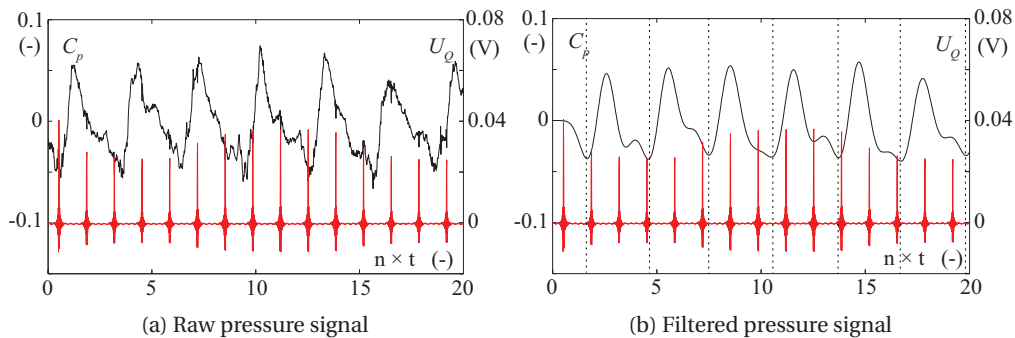 0.1
(-)
C_p
U_Q
0.08
(V)
0
0.04
-0.1
0
n × t (-)
0
5
10
15
20
(a) Raw pressure signal
0.1
(-)
C_p
U_Q
0.08
(V)
0
0.04
-0.1
0
n × t (-)
0
5
10
15
20
(b) Filtered pressure signal